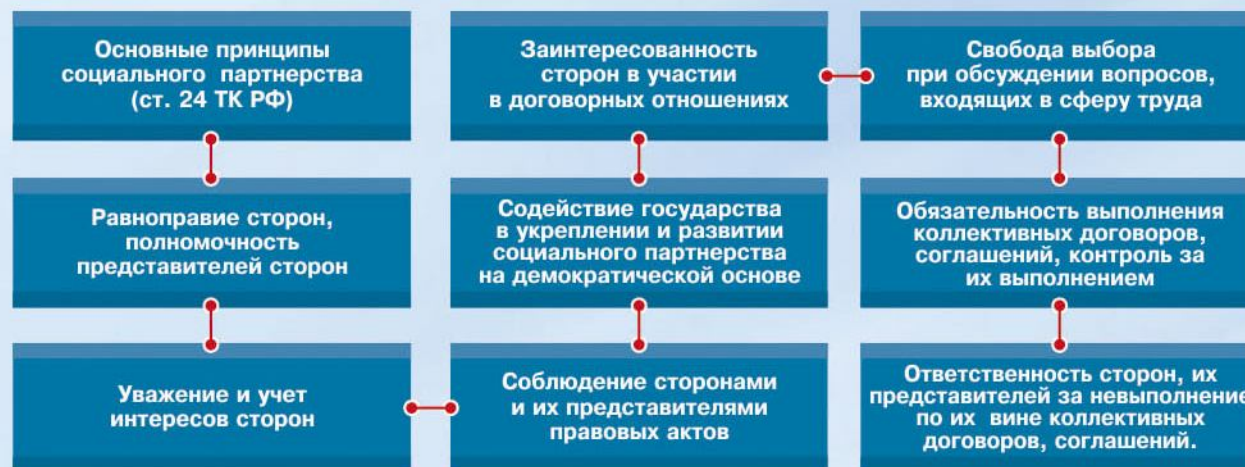 Основные принципы
социального партнерства
(ст. 24 ТК РФ)
Равноправие сторон,
полномочность
представителей сторон
Уважение и учет
интересов сторон
Соблюдение сторонами
и их представителями
правовых актов
Содействие государства
в укреплении и развитии
социального партнерства
на демократической основе
Заинтересованность
сторон в участии
в договорных отношениях
Свобода выбора
при обсуждении вопросов,
входящих в сферу труда
Обязательность выполнения
коллективных договоров,
соглашений, контроль за
их выполнением
Ответственность сторон, их
представителей за невыполнение
по их вине коллективных
договоров, соглашений.